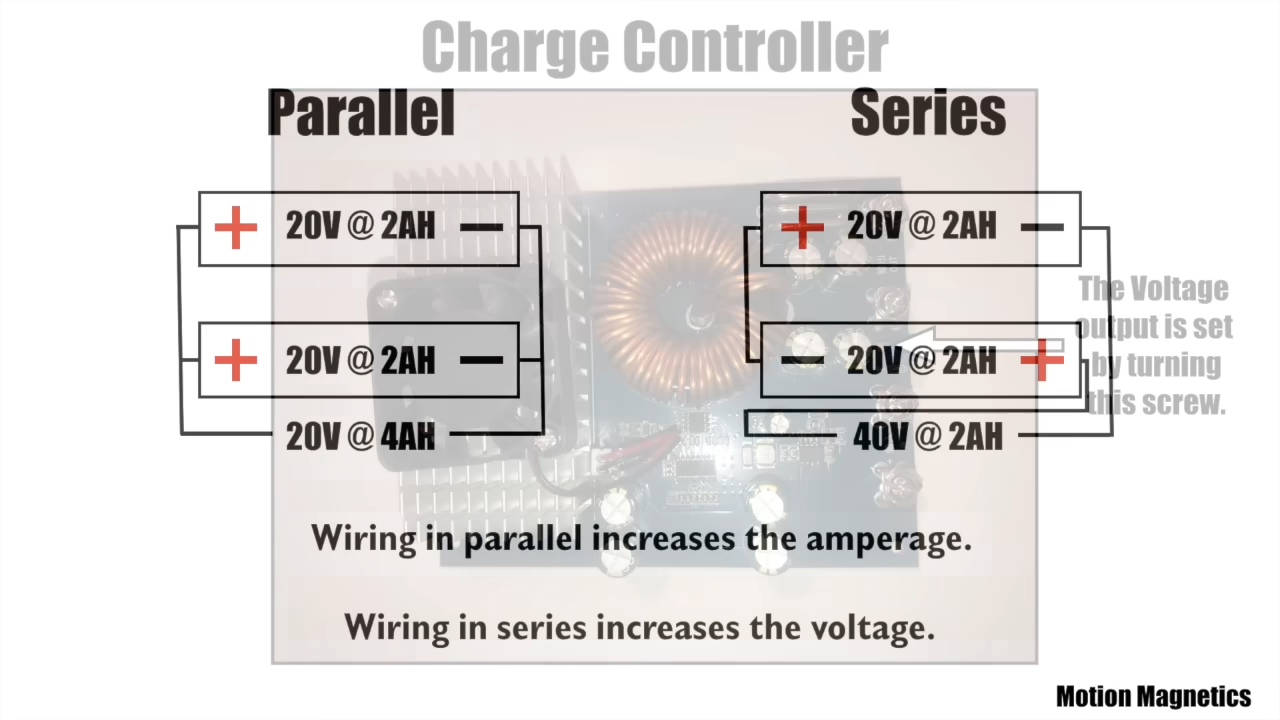 Charge Controller
Parallel
Series
+ 20V @ 2AH −
+ 20V @ 2AH −
20V @ 4AH
+ 20V @ 2AH −
− 20V @ 2AH +
40V @ 2AH
The Voltage
output is set
by turning
this screw.
Wiring in parallel increases the amperage.
Wiring in series increases the voltage.
Motion Magnetics